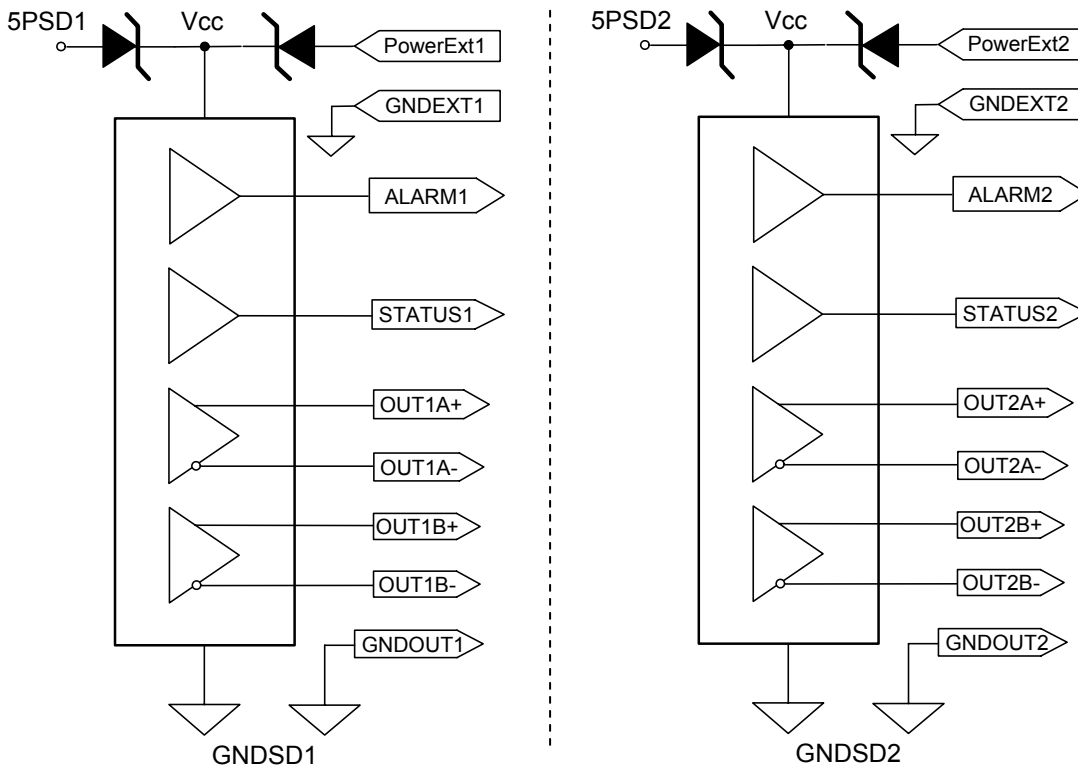 5PSD1
Vcc
PowerExt1
GNDEXT1
ALARM1
STATUS1
OUT1A+
OUT1A-
OUT1B+
OUT1B-
GNDOUT1
GNDSD1
5PSD2
Vcc
PowerExt2
GNDEXT2
ALARM2
STATUS2
OUT2A+
OUT2A-
OUT2B+
OUT2B-
GNDOUT2
GNDSD2